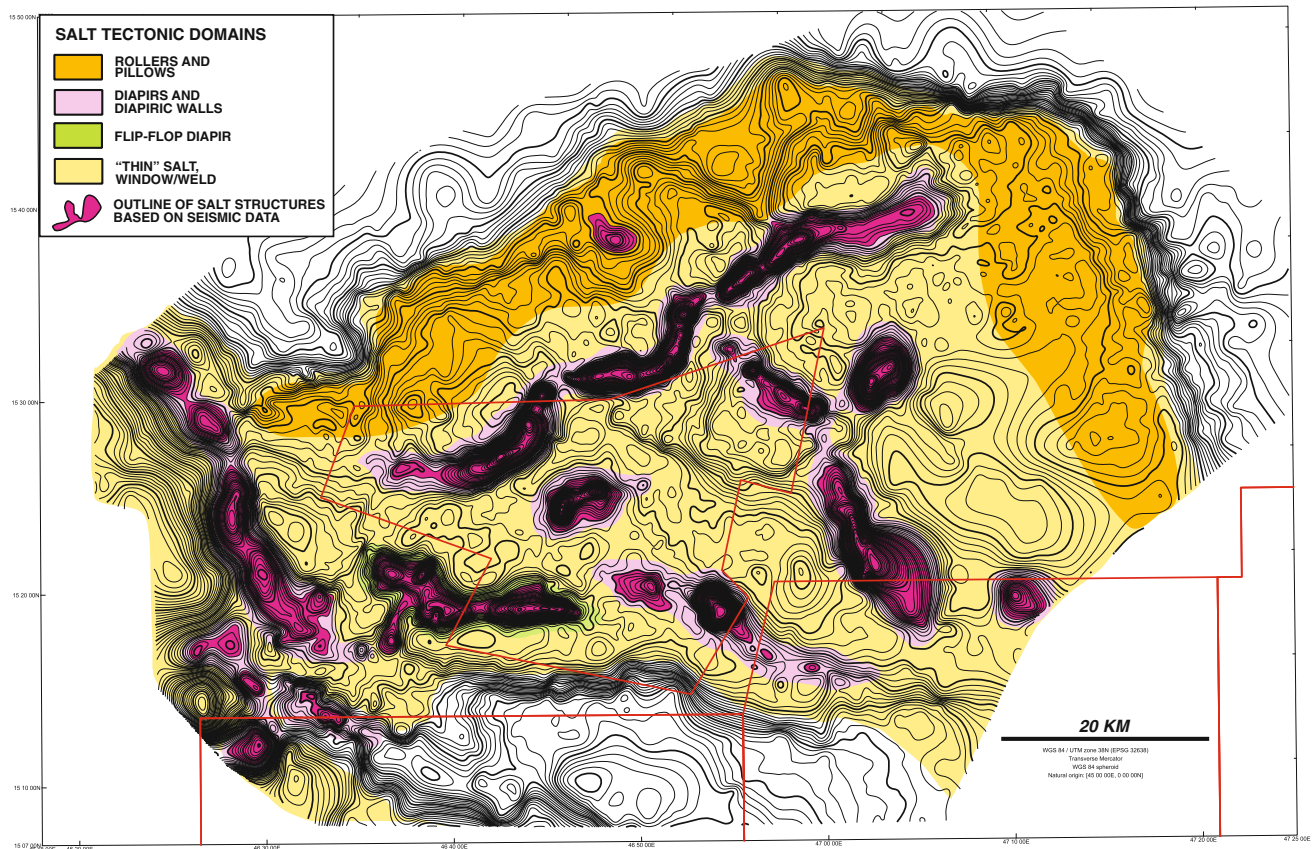 15 50 00N
SALT TECTONIC DOMAINS
ROLLERS AND
PILLOWS
DIAPIRS AND
DIAPIRIC WALLS
FLIP-FLOP DIAPIR
“THIN” SALT,
WINDOW/WELD
OUTLINE OF SALT STRUCTURES
BASED ON SEISMIC DATA
15 40 00N
15 30 00N
15 20 00N
15 10 00N
15 07 00N
20 KM
WGS 84 / UTM zone 38N (EPSG 32638)
Transverse Mercator
WGS 84 spheroid
Natural origin: [45 00 00E, 0 00 00N]
46 30 00E
46 40 00E
46 50 00E
47 00 00E
47 10 00E
47 20 00E
47 25 00E